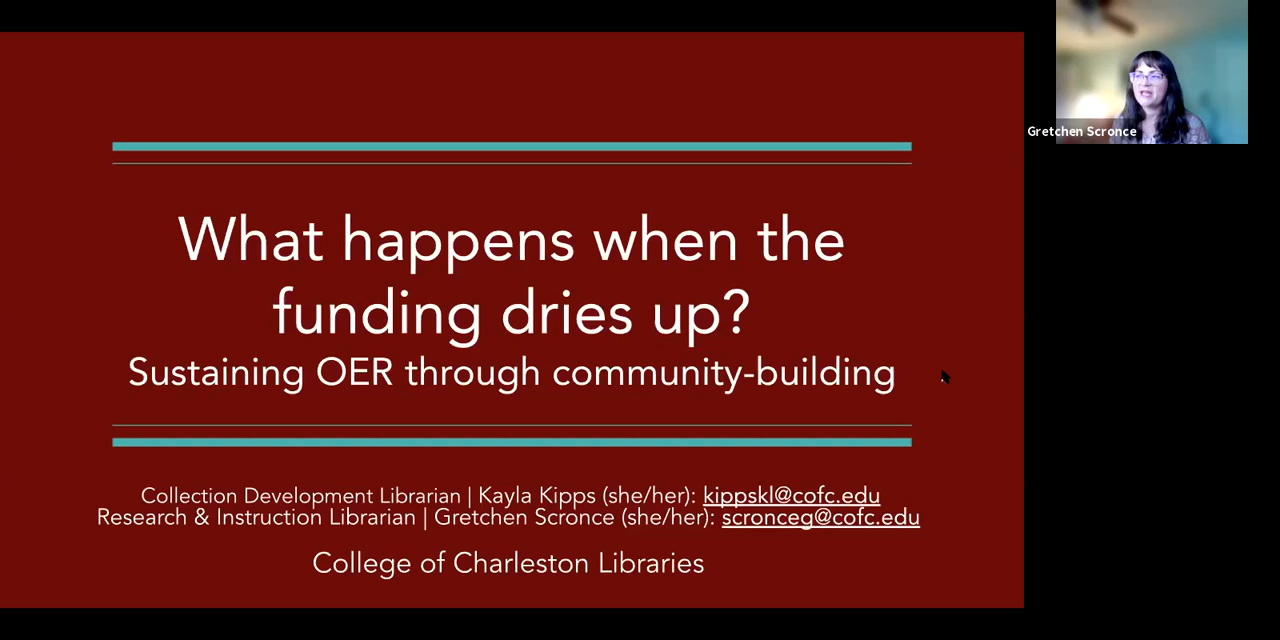 What happens when the
funding dries up?
Sustaining OER through community-building
Collection Development Librarian | Kayla Kipps (she/her): kippskl@cofc.edu
Research & Instruction Librarian | Gretchen Scronce (she/her): scronceg@cofc.edu
College of Charleston Libraries
Gretchen Scronce